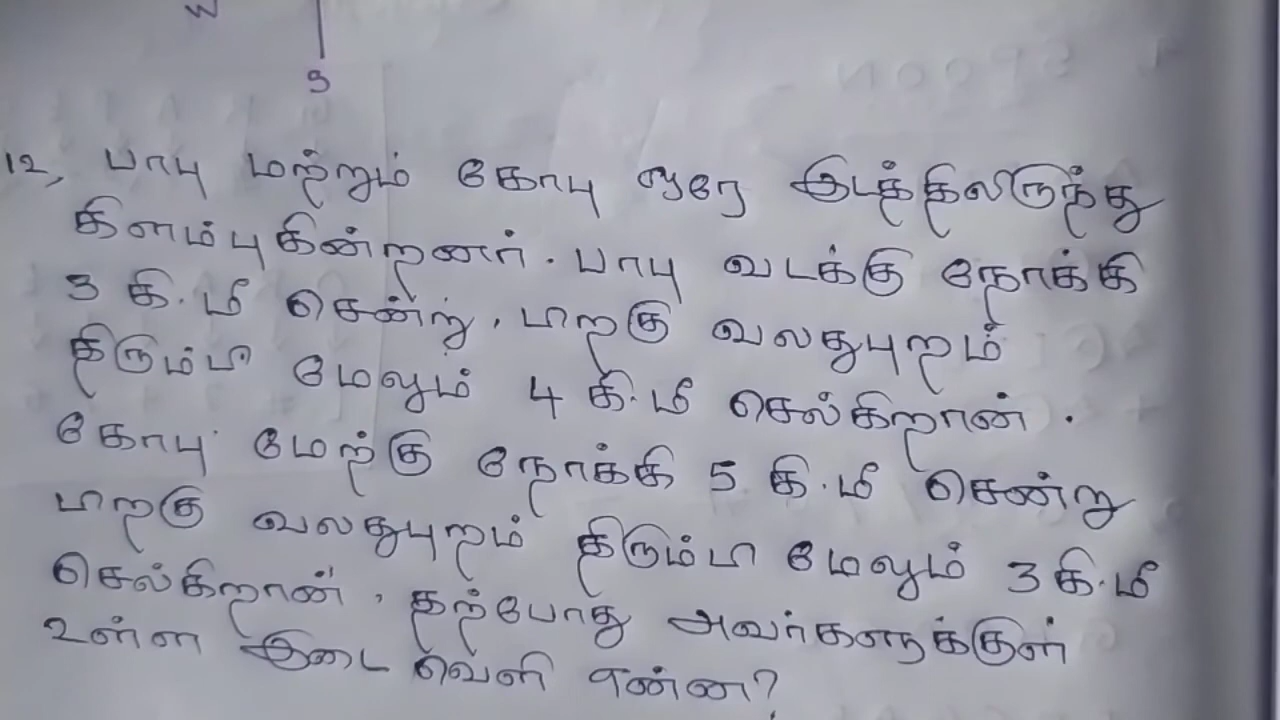 W
S
12, பாபு மற்றும் கோபு ஒரே இடத்திலிருந்து
கிளம்புகின்றனர். பாபு வடக்கு நோக்கி
3 கி.மீ சென்று, பிறகு வலதுபுறம்
திரும்பி மேலும் 4 கி.மீ செல்கிறான்.
கோபு மேற்கு நோக்கி 5 கி.மீ சென்று
பிறகு வலதுபுறம் திரும்பி மேலும் 3 கி.மீ
செல்கிறான், தற்போது அவர்களுக்குள்
உள்ள இடைவெளி என்ன?